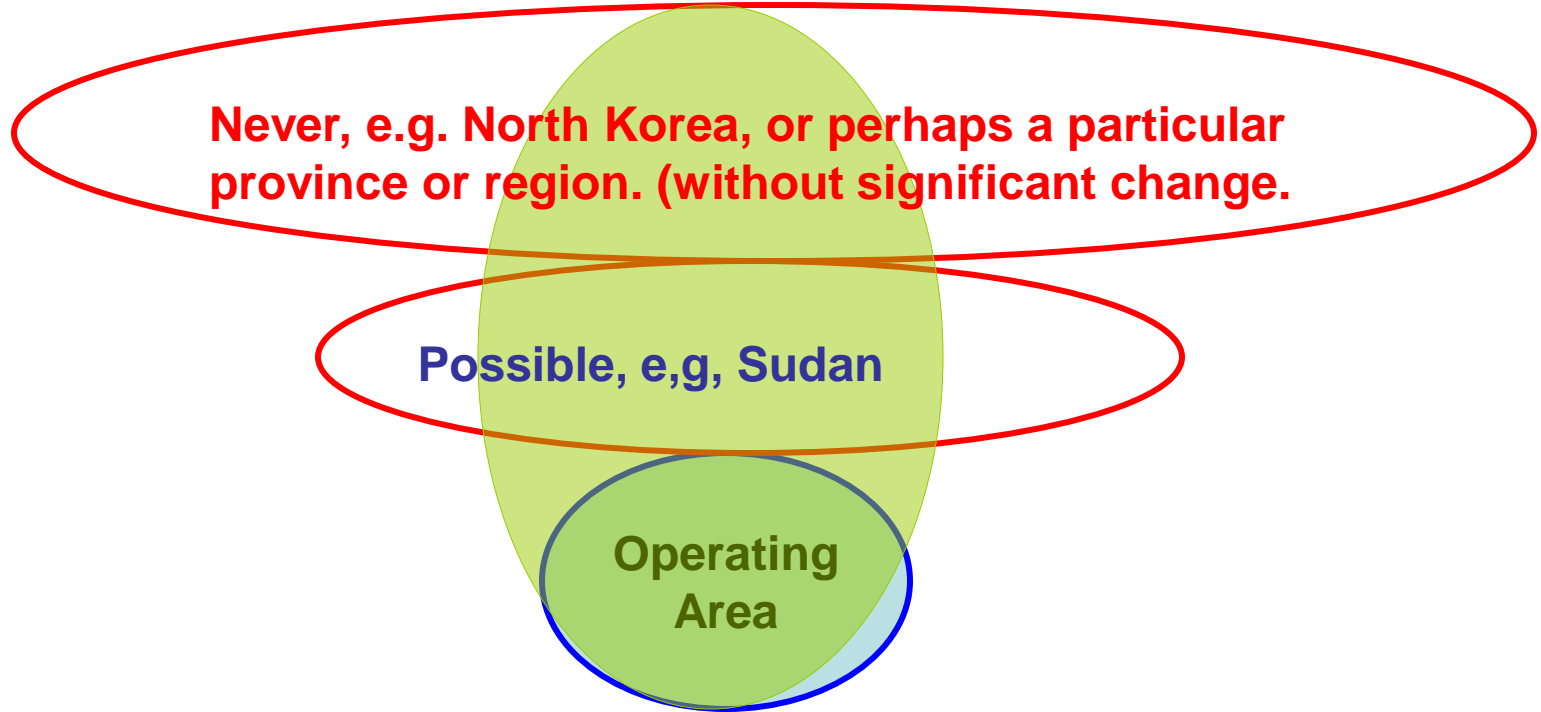 Never, e.g. North Korea, or perhaps a particular
province or region. (without significant change.
Possible, e,g, Sudan
Operating
Area